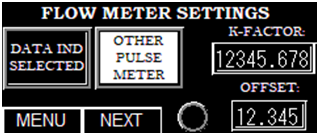 FLOW METER SETTINGS
DATA IND
SELECTED
OTHER
PULSE
METER
K-FACTOR:
12345.678
OFFSET:
12.345
MENU
NEXT